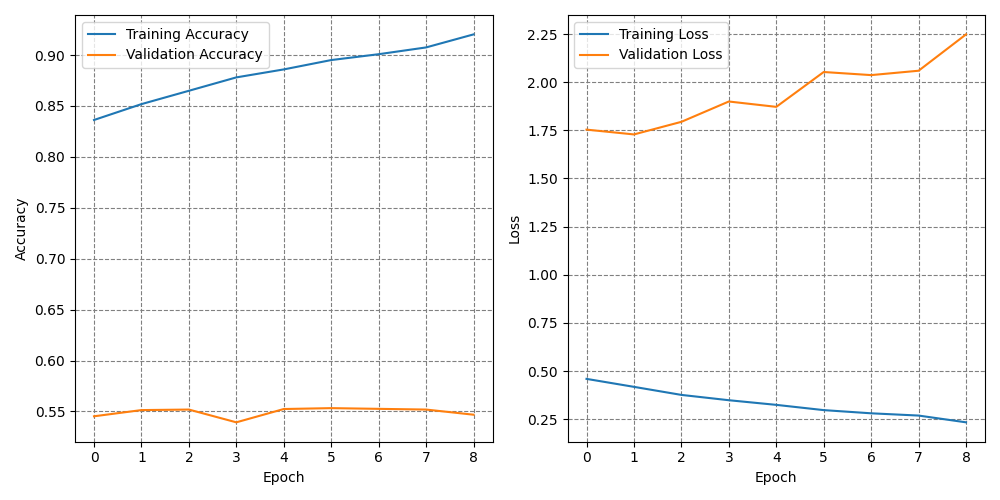 Training Accuracy
Validation Accuracy
0.90
0.85
0.80
0.75
0.70
0.65
0.60
0.55
Accuracy
0 1 2 3 4 5 6 7 8
Epoch
Training Loss
Validation Loss
2.25
2.00
1.75
1.50
1.25
1.00
0.75
0.50
0.25
Loss
0 1 2 3 4 5 6 7 8
Epoch